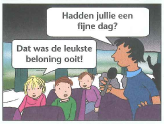 Hadden jullie een
fijne dag?
Dat was de leukste
beloning ooit!